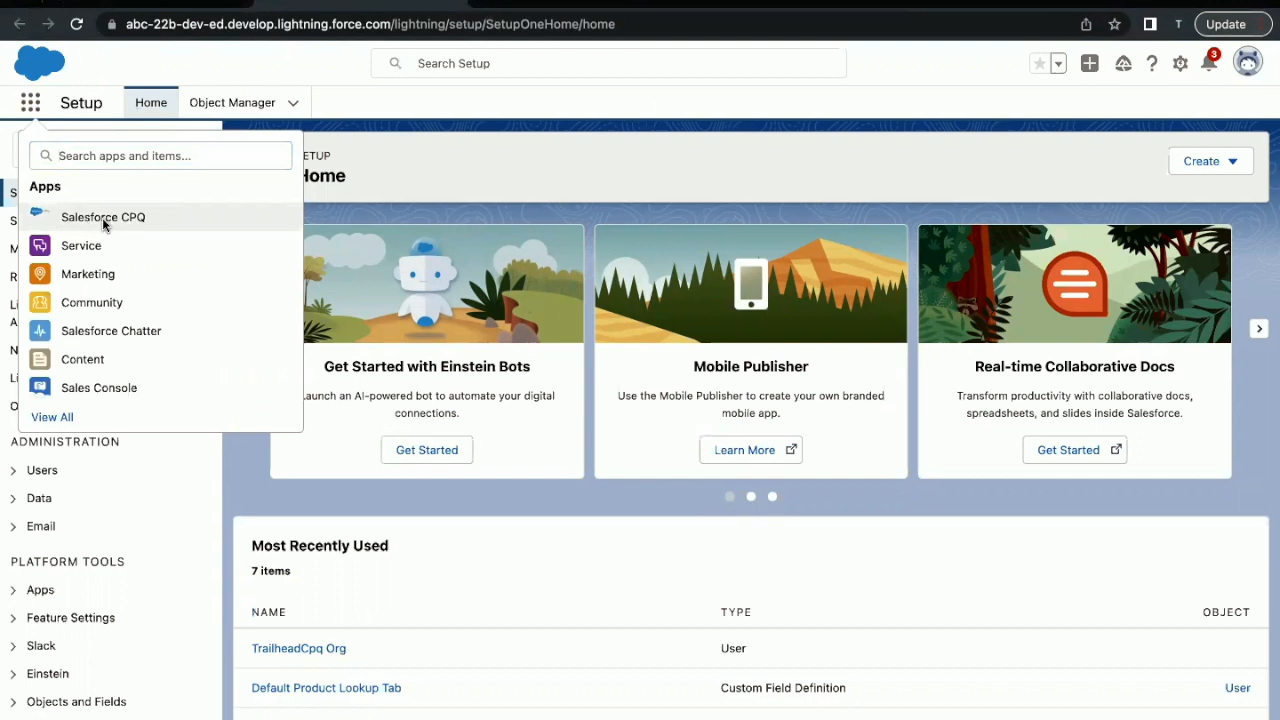 abc-22b-dev-ed.develop.lightning.force.com/lightning/setup/SetupOneHome/home
T
Update
Search Setup
3
Setup
Home
Object Manager
Search apps and items...
Apps
Salesforce CPQ
Service
Marketing
Community
Salesforce Chatter
Content
Sales Console
View All
ETUP
Home
Create
Get Started with Einstein Bots
Launch an AI-powered bot to automate your digital
connections.
Get Started
Mobile Publisher
Use the Mobile Publisher to create your own branded
mobile app.
Learn More
Real-time Collaborative Docs
Transform productivity with collaborative docs,
spreadsheets, and slides inside Salesforce.
Get Started
ADMINISTRATION
Users
Data
Email
PLATFORM TOOLS
Apps
Feature Settings
Slack
Einstein
Objects and Fields
Most Recently Used
7 items
NAME
TYPE
OBJECT
TrailheadCpq Org
User
Default Product Lookup Tab
Custom Field Definition
User